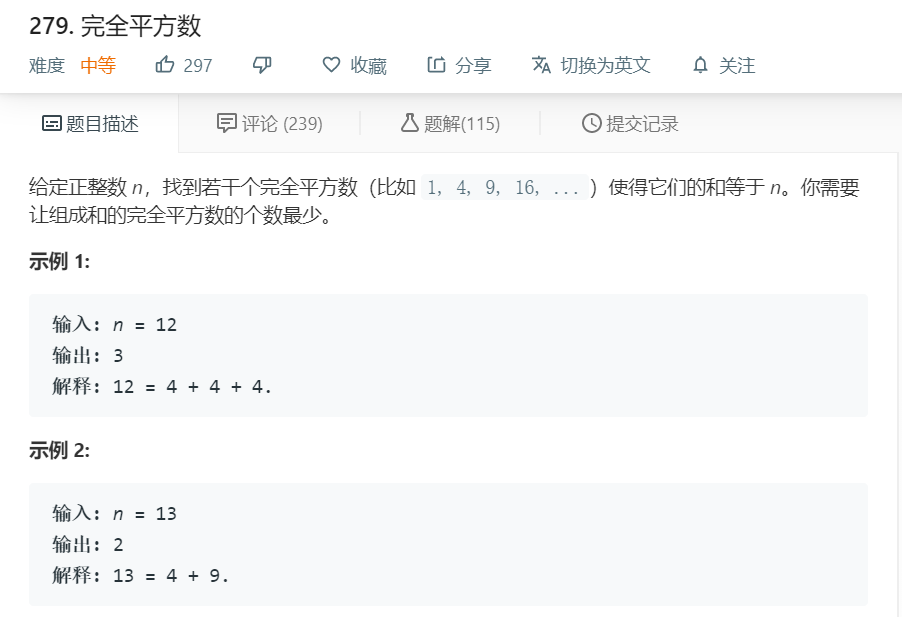 279. 完全平方数
难度 中等 297 收藏 分享 切换为英文 关注
题目描述 评论 (239) 题解(115) 提交记录
给定正整数 n，找到若干个完全平方数（比如 1, 4, 9, 16, ...）使得它们的和等于 n。你需要
让组成和的完全平方数的个数最少。
示例 1:
输入: n = 12
输出: 3
解释: 12 = 4 + 4 + 4.
示例 2:
输入: n = 13
输出: 2
解释: 13 = 4 + 9.